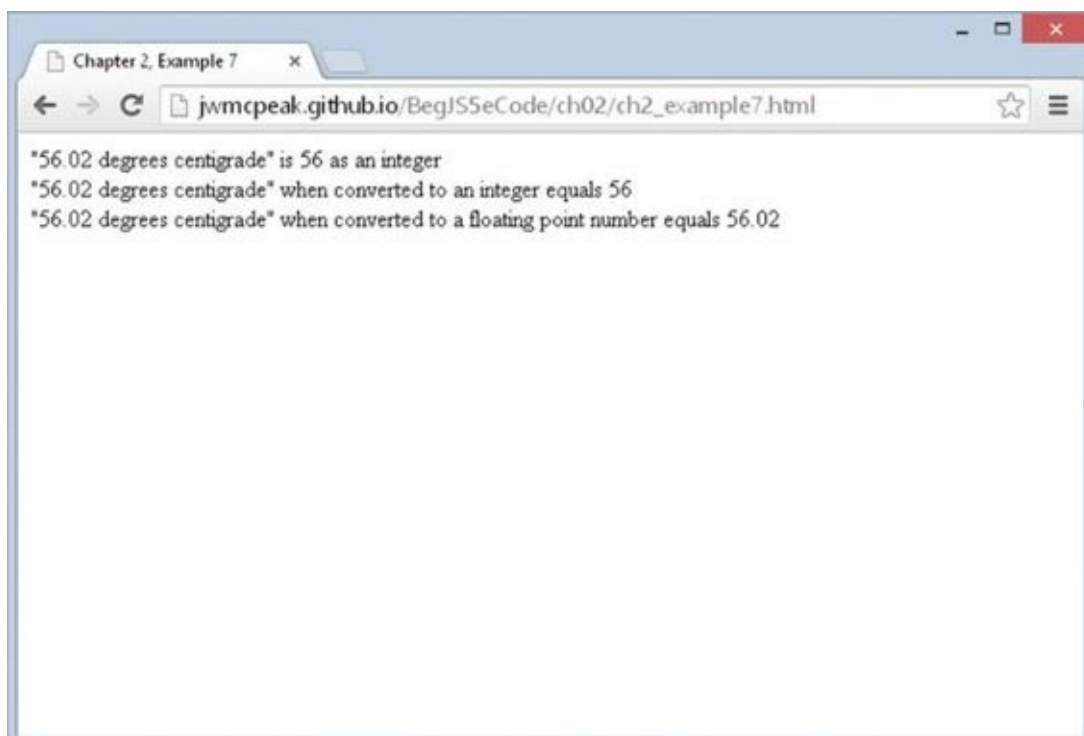 Chapter 2, Example 7
jwmcpeak.github.io/BegJS5eCode/ch02/ch2_example7.html
"56.02 degrees centigrade" is 56 as an integer
"56.02 degrees centigrade" when converted to an integer equals 56
"56.02 degrees centigrade" when converted to a floating point number equals 56.02